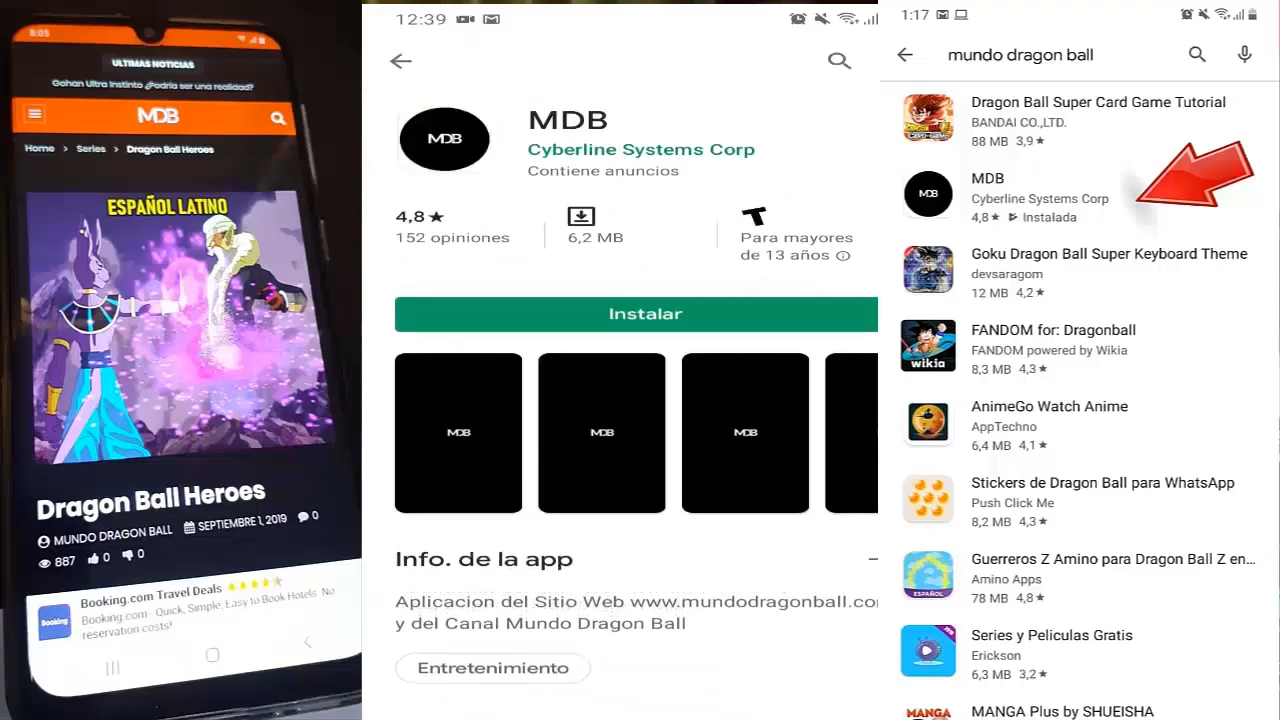 8:05
ULTIMAS NOTICIAS
Gohan Ultra Instinto ¿Podria ser una realidad?
MDB
Home > Series > Dragon Ball Heroes
ESPAÑOL LATINO
Dragon Ball Heroes
MUNDO DRAGON BALL SEPTIEMBRE 1, 2019 0
887 0 0
Booking.com Travel Deals
Booking
Booking.com - Quick, Simple, Easy to Book Hotels. No
reservation costs!
12:39
MDB
MDB
Cyberline Systems Corp
Contiene anuncios
4,8★
152 opiniones
6,2 MB
Para mayores
de 13 años
Instalar
MDB
MDB
MDB
Info. de la app
Aplicacion del Sitio Web www.mundodragonball.co
y del Canal Mundo Dragon Ball
Entretenimiento
1:17
mundo dragon ball
Dragon Ball Super Card Game Tutorial
BANDAI CO.,LTD.
88 MB 3,9★
MDB
MDB
Cyberline Systems Corp
4,8★ Instalada
Goku Dragon Ball Super Keyboard Theme
devsaragom
12 MB 4,2★
FANDOM for: Dragonball
wikia
FANDOM powered by Wikia
8,3 MB 4,3★
AnimeGo Watch Anime
AppTechno
6,4 MB 4,1★
Stickers de Dragon Ball para WhatsApp
Push Click Me
8,2 MB 4,3★
Guerreros Z Amino para Dragon Ball Z en...
ESPAÑOL
Amino Apps
78 MB 4,8★
Series y Peliculas Gratis
Erickson
6,3 MB 3,2★
MANGA
MANGA Plus by SHUEISHA